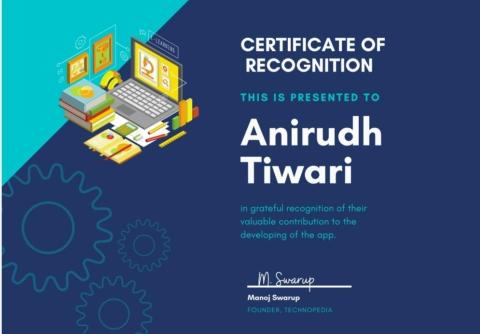 E-LEARNING
CERTIFICATE OF
RECOGNITION
THIS IS PRESENTED TO
Anirudh
Tiwari
in grateful recognition of their
valuable contribution to the
developing of the app.
M. Swarup
Manoj Swarup
FOUNDER, TECHNOPEDIA